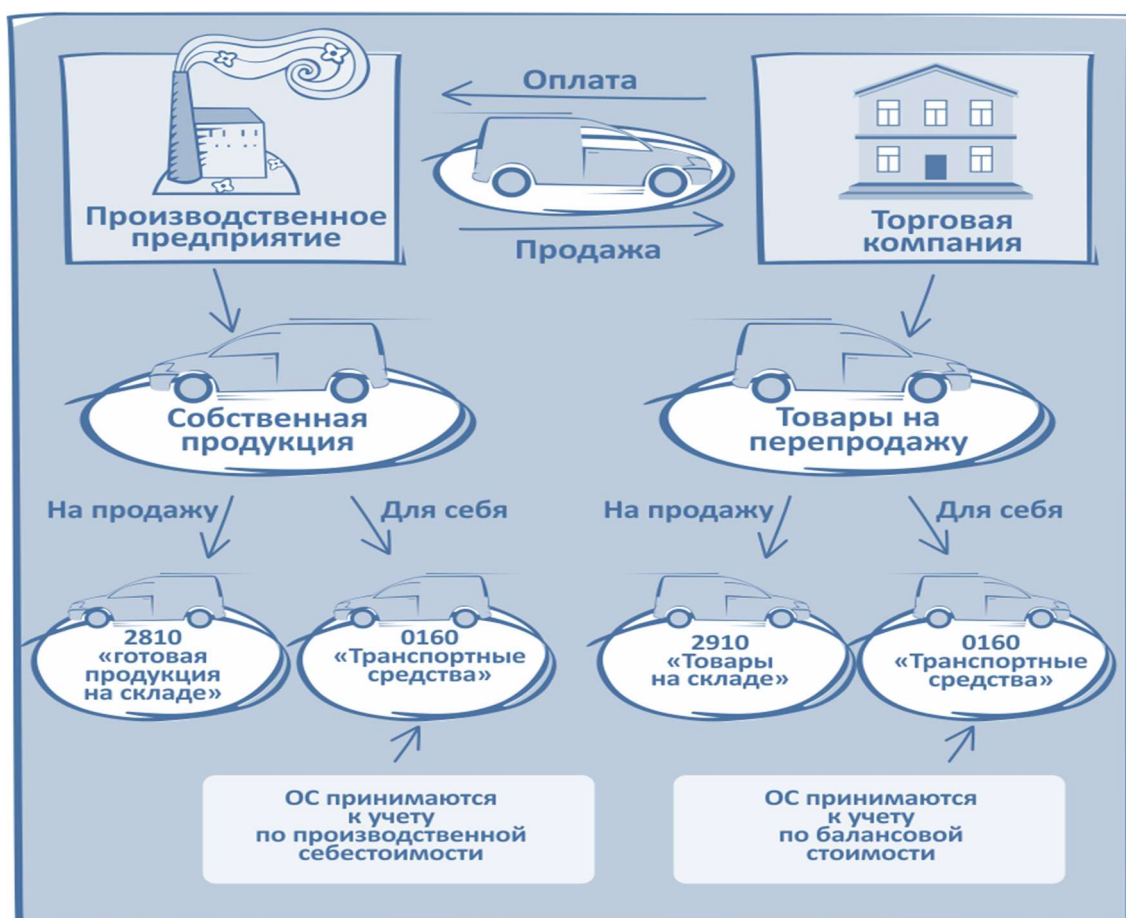 Оплата
Производственное
предприятие
Продажа
Торговая
компания
Собственная
продукция
Товары на
перепродажу
На продажу
Для себя
На продажу
Для себя
2810
«готовая
продукция
на складе»
0160
«Транспортные
средства»
2910
«Товары
на складе»
0160
«Транспортные
средства»
ОС принимаются
к учету
по производственной
себестоимости
ОС принимаются
к учету
по балансовой
стоимости